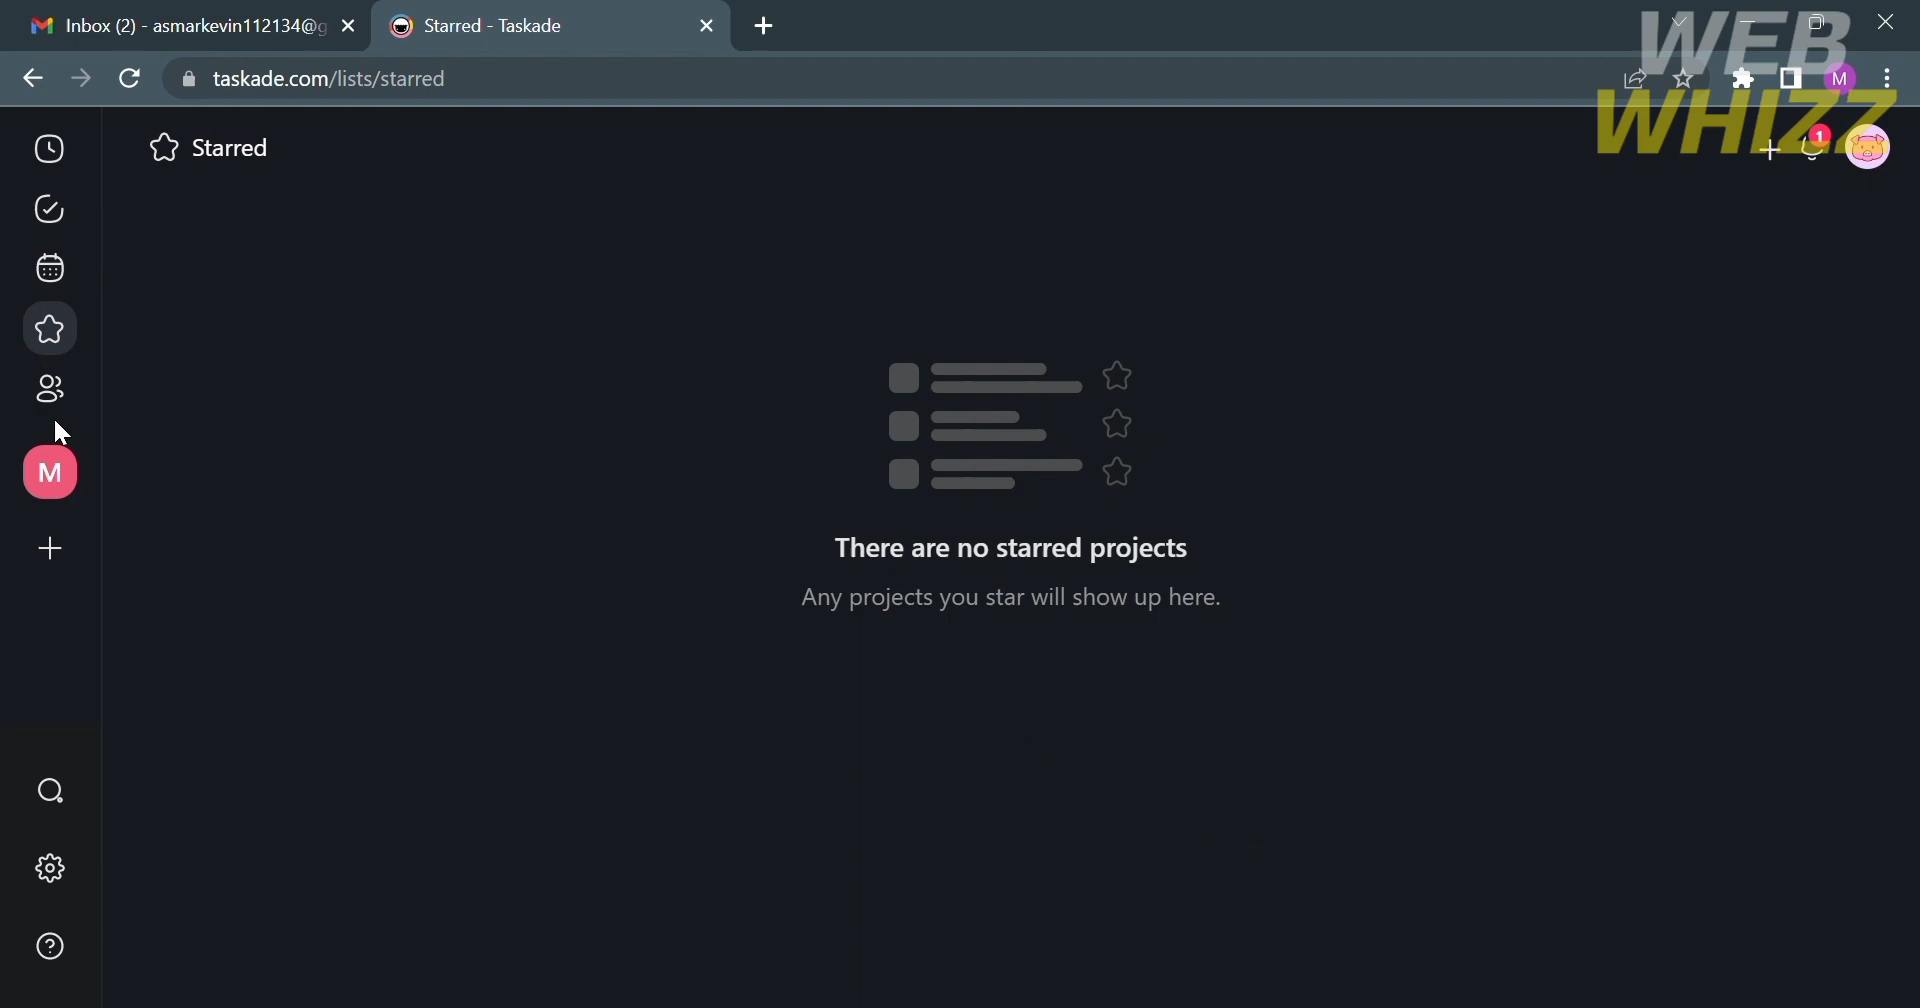 Inbox (2) - asmarkevin112134@g
Starred - Taskade
taskade.com/lists/starred
WEB
WHIZZ
M
Starred
1
M
There are no starred projects
Any projects you star will show up here.